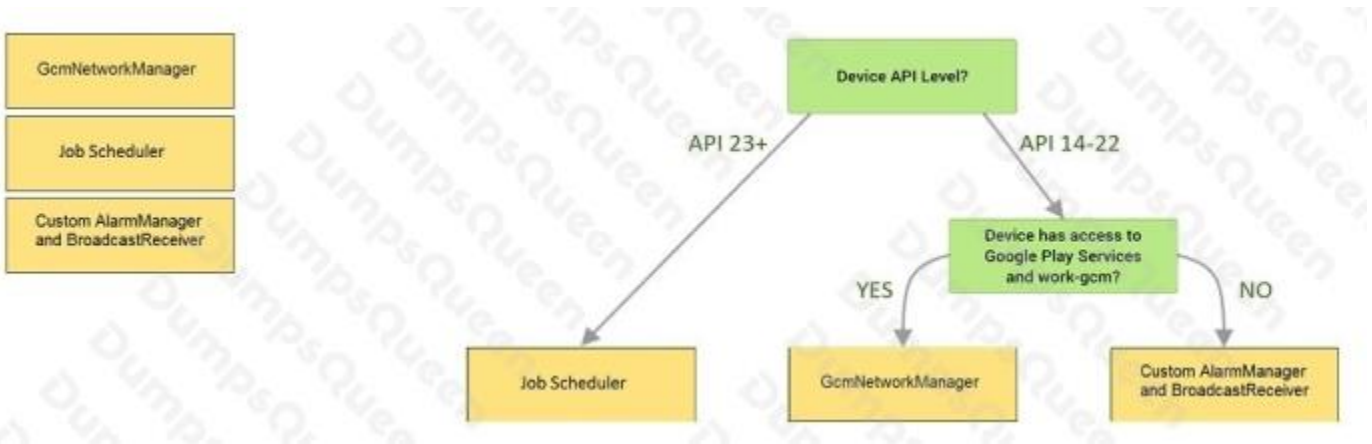 GcmNetworkManager
Job Scheduler
Custom AlarmManager
and BroadcastReceiver
Device API Level?
API 23+
API 14-22
Device has access to
Google Play Services
and work-gcm?
YES
NO
Job Scheduler
GcmNetworkManager
Custom AlarmManager
and BroadcastReceiver
DumpsQueen